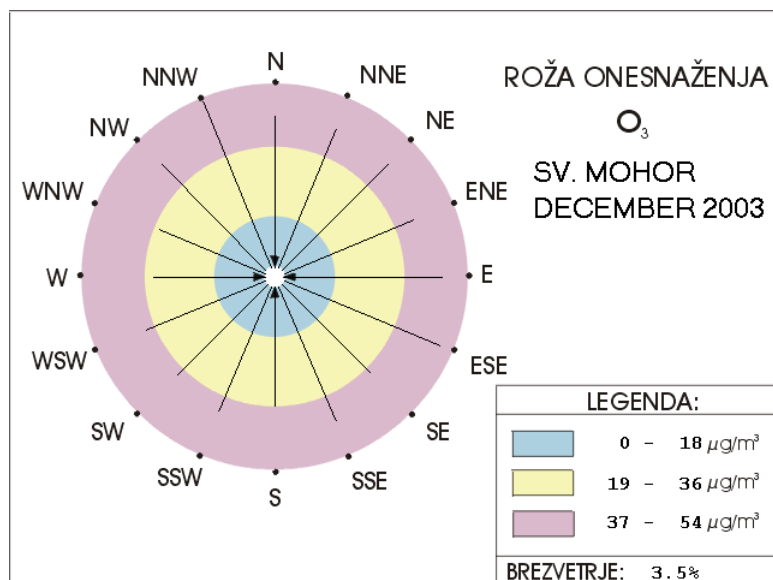 ROŽA ONESNAŽENJA
O₃
SV. MOHOR
DECEMBER 2003
N
NNW
NNE
NW
NE
WNW
ENE
W
E
WSW
ESE
SW
SE
SSW
SSE
S
LEGENDA:
0 - 18 µg/m³
19 - 36 µg/m³
37 - 54 µg/m³
BREZVETRJE: 3.5%